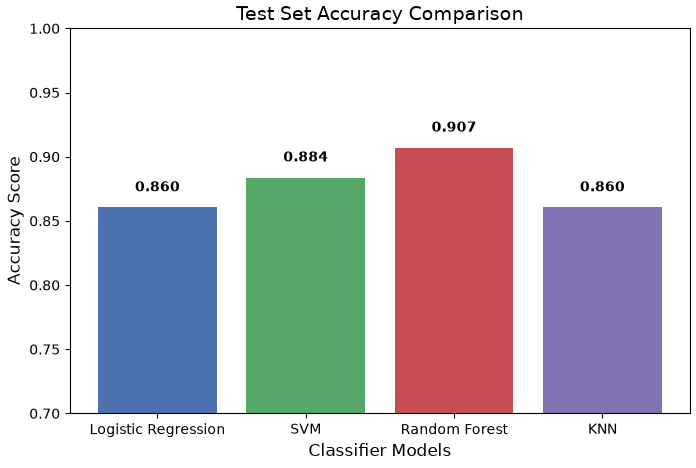 Test Set Accuracy Comparison
1.00
0.95
0.90
0.85
0.80
0.75
0.70
Accuracy Score
0.860
0.884
0.907
0.860
Logistic Regression
SVM
Random Forest
KNN
Classifier Models